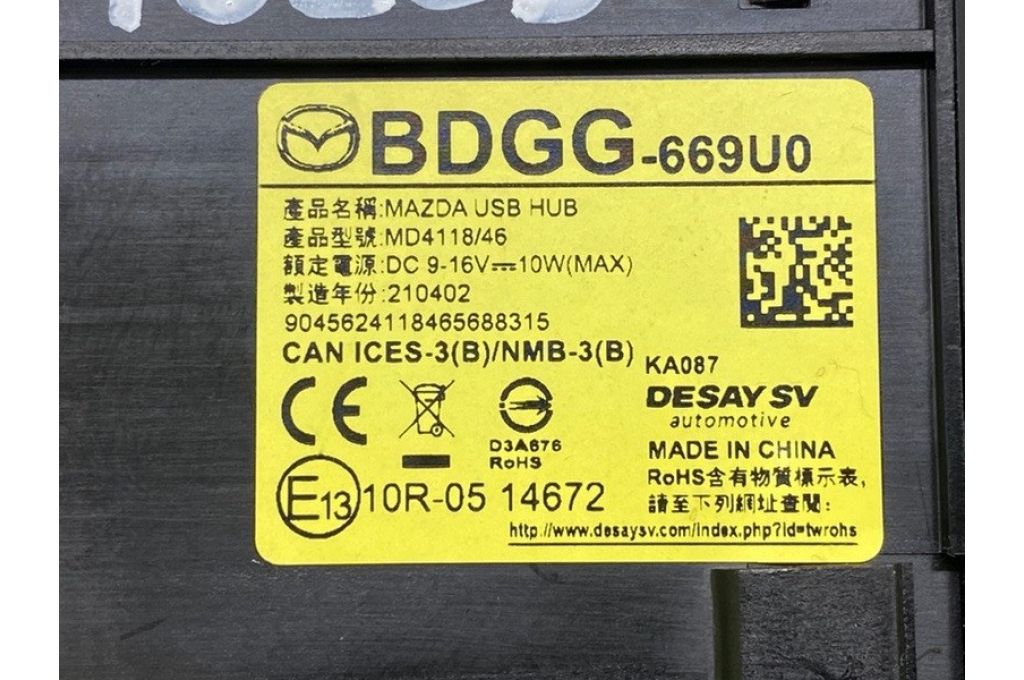 BDGG-669U0
產品名稱:MAZDA USB HUB
產品型號:MD4118/46
額定電源:DC 9-16V⎓10W(MAX)
製造年份:210402
9045624118465688315
CAN ICES-3(B)/NMB-3(B)
KA087
CE
D3A676
RoHS
DESAY SV
automotive
MADE IN CHINA
RoHS含有物質標示表,
請至下列網址查閱:
http://www.desaysv.com/index.php?id=twrohs
E13 10R-05 14672